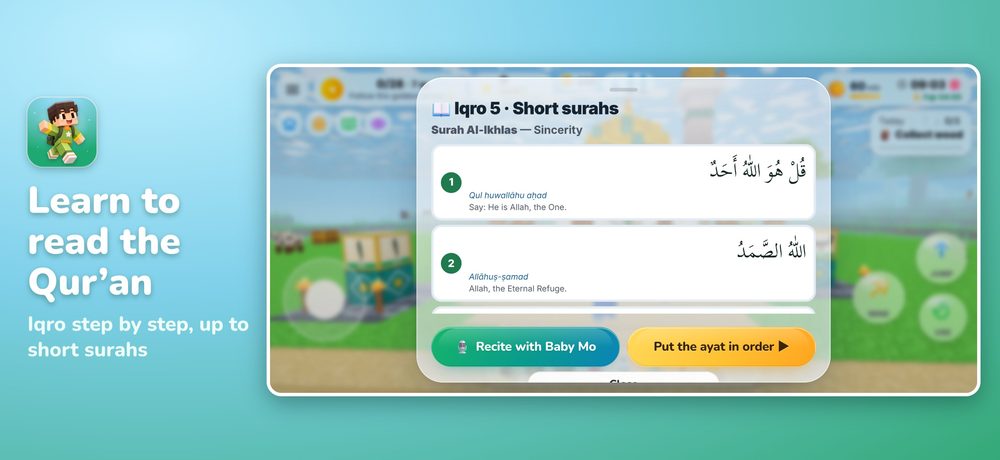 Learn to
read the
Qur’an
Iqro step by step, up to
short surahs
📖 Iqro 5 · Short surahs
Surah Al-Ikhlas — Sincerity
قُلْ هُوَ اللّٰهُ أَحَدٌ
1
Qul huwallāhu aḥad
Say: He is Allah, the One.
اللّٰهُ الصَّمَدُ
2
Allāhuṣ-ṣamad
Allah, the Eternal Refuge.
🎙️ Recite with Baby Mo
Put the ayat in order ▶
Collect wood